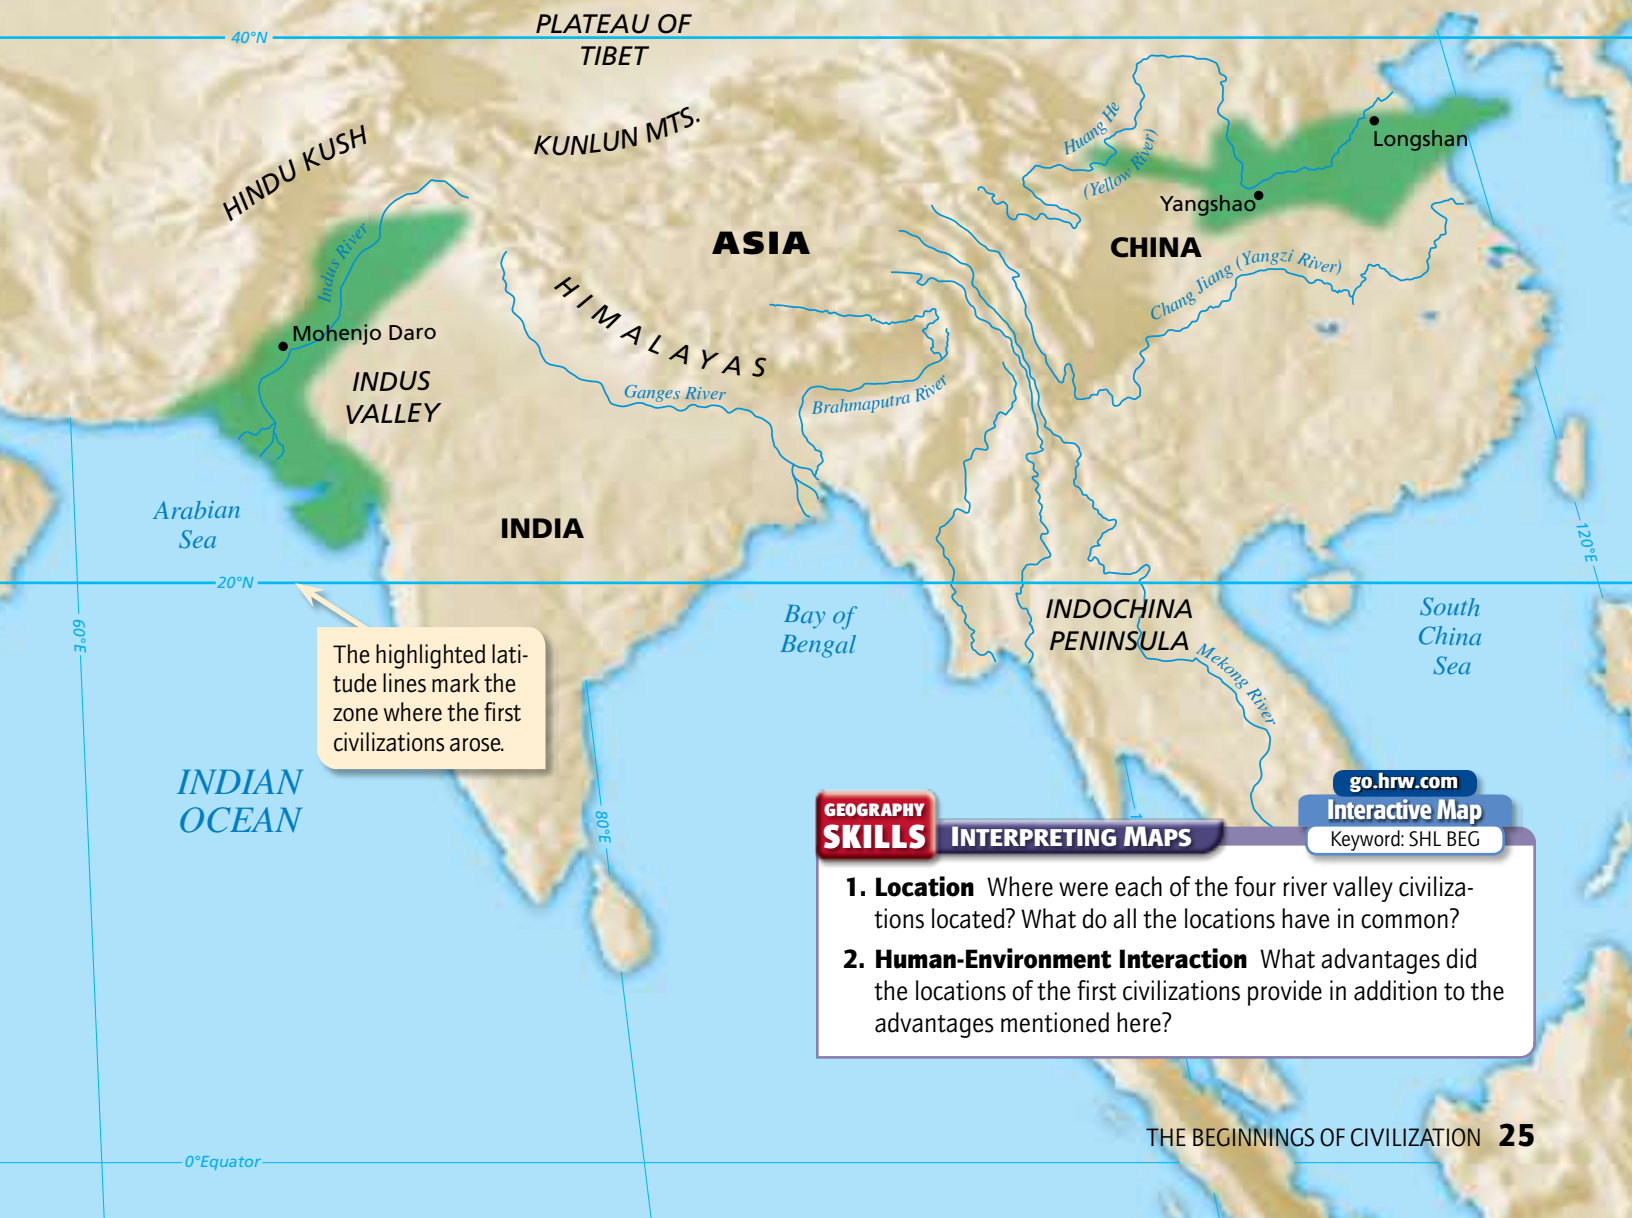 PLATEAU OF
TIBET
40°N
HINDU KUSH
KUNLUN MTS.
Huang He
(Yellow River)
Longshan
Yangshao
ASIA
CHINA
Chang Jiang (Yangzi River)
Indus River
HIMALAYAS
Mohenjo Daro
INDUS
VALLEY
Ganges River
Brahmaputra River
Arabian
Sea
INDIA
120°E
20°N
60°E
Bay of
Bengal
INDOCHINA
PENINSULA
Mekong River
South
China
Sea
The highlighted lati-
tude lines mark the
zone where the first
civilizations arose.
INDIAN
OCEAN
80°E
1
go.hrw.com
Interactive Map
Keyword: SHL BEG
GEOGRAPHY
SKILLS INTERPRETING MAPS
1. Location Where were each of the four river valley civiliza-
tions located? What do all the locations have in common?
2. Human-Environment Interaction What advantages did
the locations of the first civilizations provide in addition to the
advantages mentioned here?
THE BEGINNINGS OF CIVILIZATION 25
0°Equator